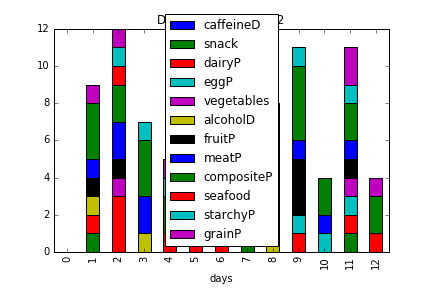 D 2
caffeineD
snack
dairyP
eggP
vegetables
alcoholD
fruitP
meatP
compositeP
seafood
starchyP
grainP
12
10
8
6
4
2
0
0 1 2 3 4 5 6 7 8 9 10 11 12
days